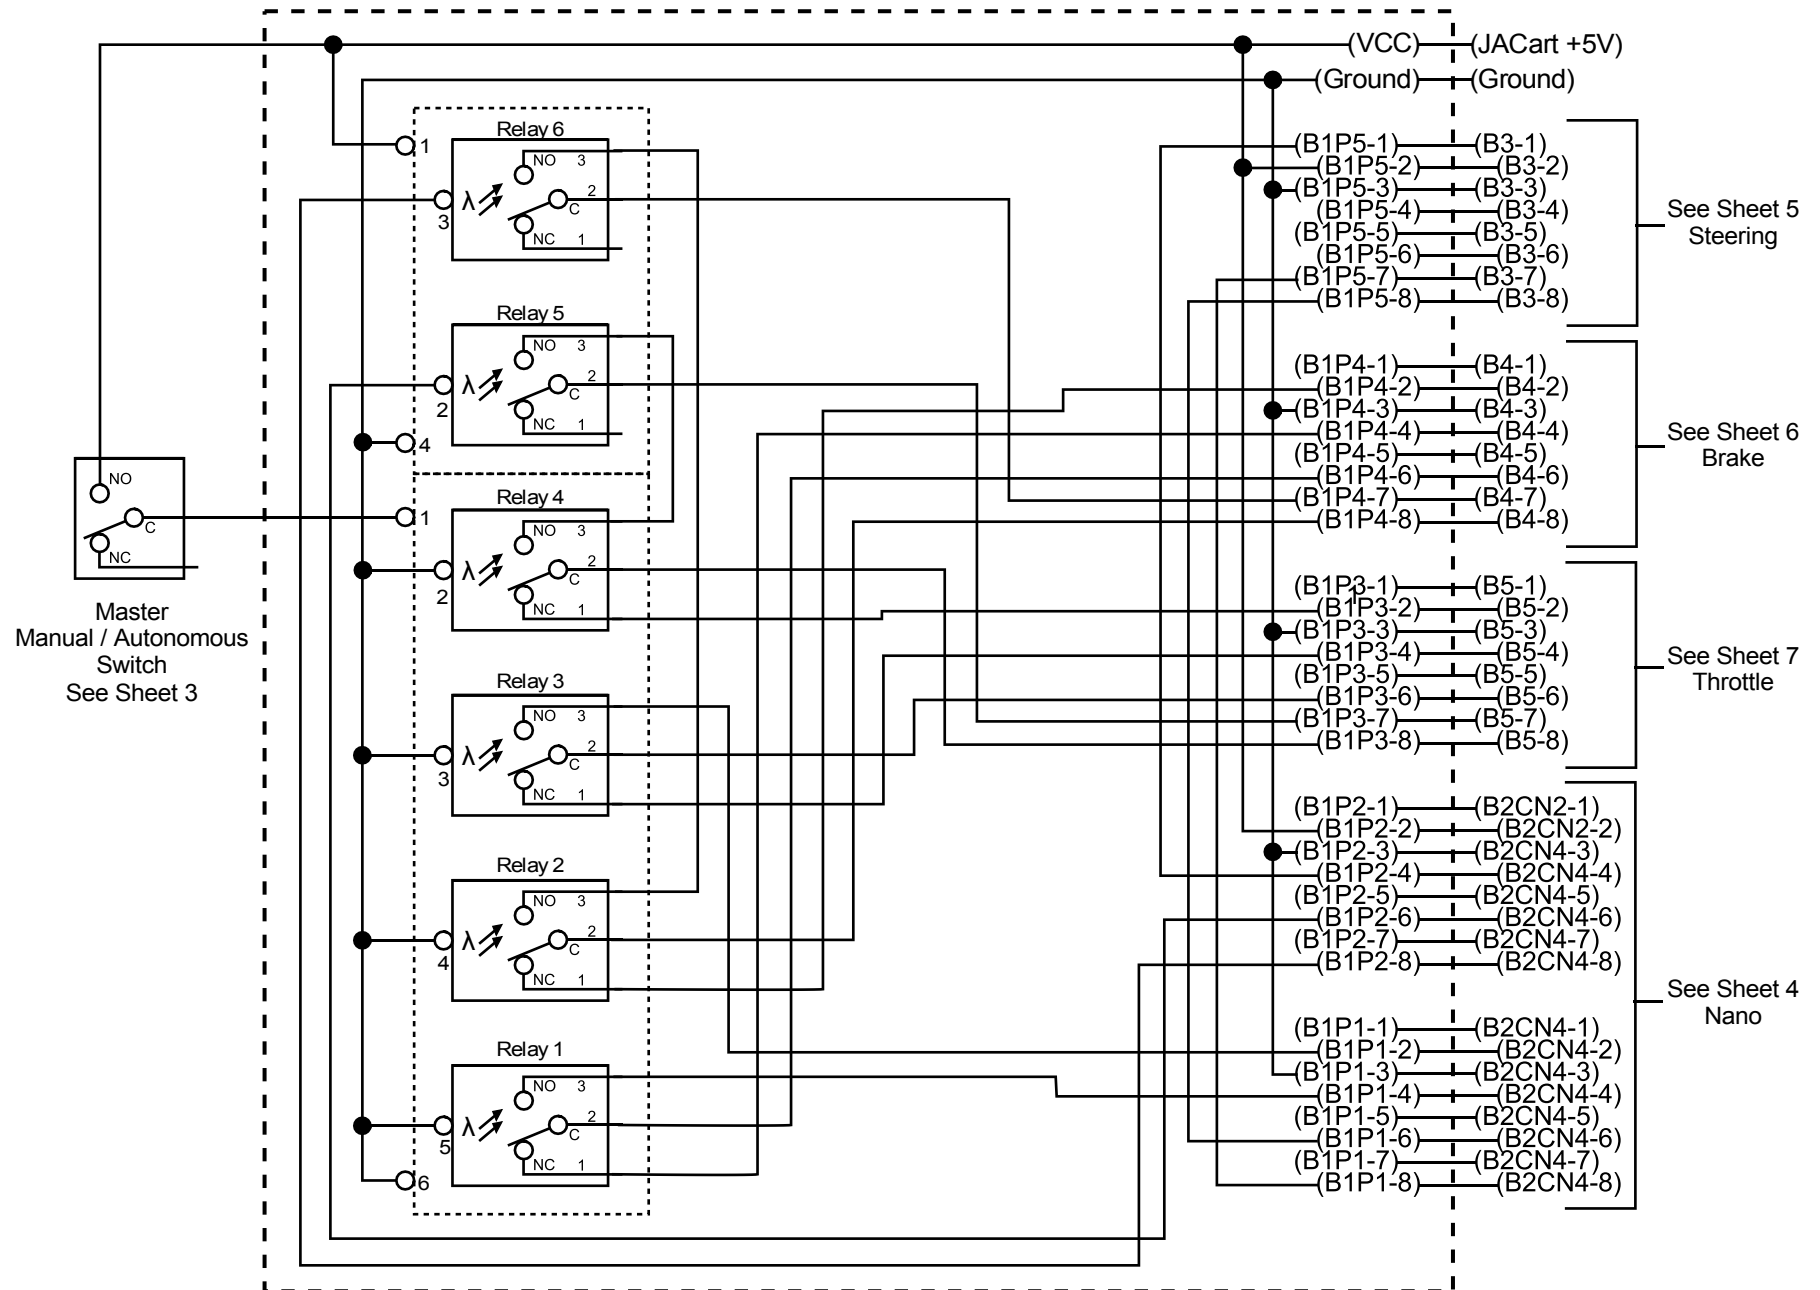 (VCC) (JACart +5V)
(Ground) (Ground)
Relay 6
1
NO 3
λ 2
C
3
NC 1
Relay 5
NO 3
λ 2
C
2
NC 1
4
Relay 4
1
NO 3
λ 2
C
2
NC 1
Relay 3
NO 3
λ 2
C
3
NC 1
Relay 2
NO 3
λ 2
C
4
NC 1
Relay 1
NO 3
λ 2
C
5
NC 1
6
NO
C
NC
Master
Manual / Autonomous
Switch
See Sheet 3
(B1P5-1) (B3-1)
(B1P5-2) (B3-2)
(B1P5-3) (B3-3)
(B1P5-4) (B3-4)
(B1P5-5) (B3-5)
(B1P5-6) (B3-6)
(B1P5-7) (B3-7)
(B1P5-8) (B3-8)
See Sheet 5
Steering
(B1P4-1) (B4-1)
(B1P4-2) (B4-2)
(B1P4-3) (B4-3)
(B1P4-4) (B4-4)
(B1P4-5) (B4-5)
(B1P4-6) (B4-6)
(B1P4-7) (B4-7)
(B1P4-8) (B4-8)
See Sheet 6
Brake
(B1P3-1) (B5-1)
(B1P3-2) (B5-2)
(B1P3-3) (B5-3)
(B1P3-4) (B5-4)
(B1P3-5) (B5-5)
(B1P3-6) (B5-6)
(B1P3-7) (B5-7)
(B1P3-8) (B5-8)
See Sheet 7
Throttle
(B1P2-1) (B2CN2-1)
(B1P2-2) (B2CN2-2)
(B1P2-3) (B2CN4-3)
(B1P2-4) (B2CN4-4)
(B1P2-5) (B2CN4-5)
(B1P2-6) (B2CN4-6)
(B1P2-7) (B2CN4-7)
(B1P2-8) (B2CN4-8)
(B1P1-1) (B2CN4-1)
(B1P1-2) (B2CN4-2)
(B1P1-3) (B2CN4-3)
(B1P1-4) (B2CN4-4)
(B1P1-5) (B2CN4-5)
(B1P1-6) (B2CN4-6)
(B1P1-7) (B2CN4-7)
(B1P1-8) (B2CN4-8)
See Sheet 4
Nano